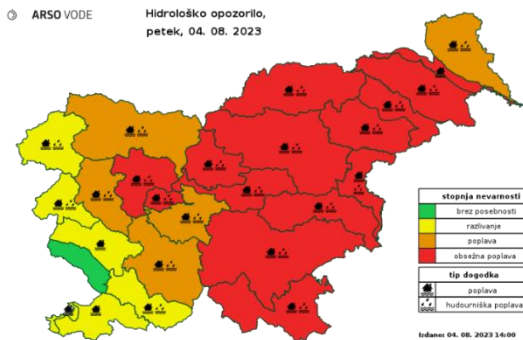 ARSO VODE
Hidrološko opozorilo,
petek, 04. 08. 2023
stopnja nevarnosti
brez posebnosti
razlivanje
poplava
obsežna poplava
tip dogodka
poplava
hudourniška poplava
Izdano: 04. 08. 2023 14:00